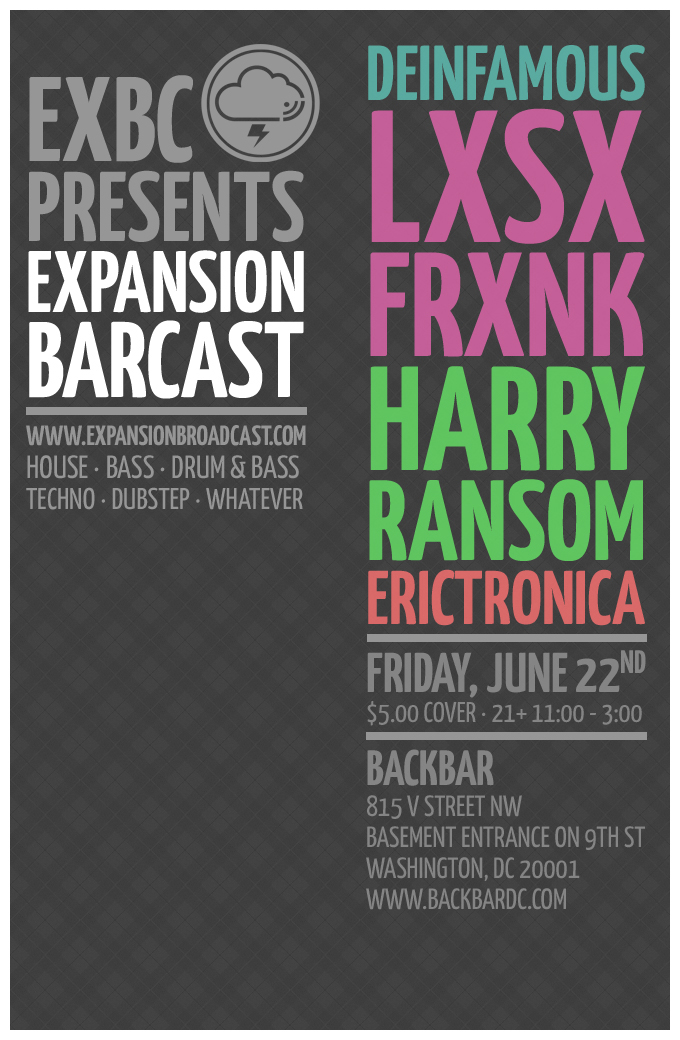 EXBC
PRESENTS
EXPANSION
BARCAST
WWW.EXPANSIONBROADCAST.COM
HOUSE · BASS · DRUM & BASS
TECHNO · DUBSTEP · WHATEVER
DEINFAMOUS
LXSX
FRXNK
HARRY
RANSOM
ERICTRONICA
FRIDAY, JUNE 22ND
$5.00 COVER · 21+ 11:00 - 3:00
BACKBAR
815 V STREET NW
BASEMENT ENTRANCE ON 9TH ST
WASHINGTON, DC 20001
WWW.BACKBARDC.COM